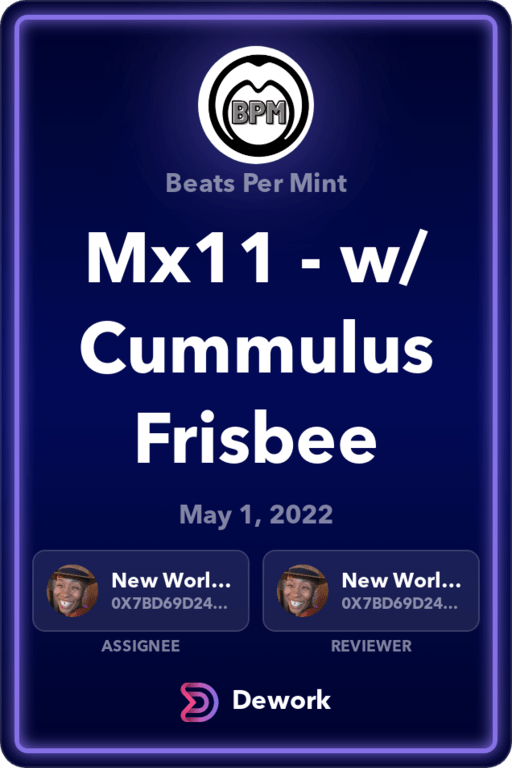 BPM
Beats Per Mint
Mx11 - w/
Cummulus
Frisbee
May 1, 2022
New Worl... New Worl...
0X7BD69D24... 0X7BD69D24...
ASSIGNEE REVIEWER
Dework